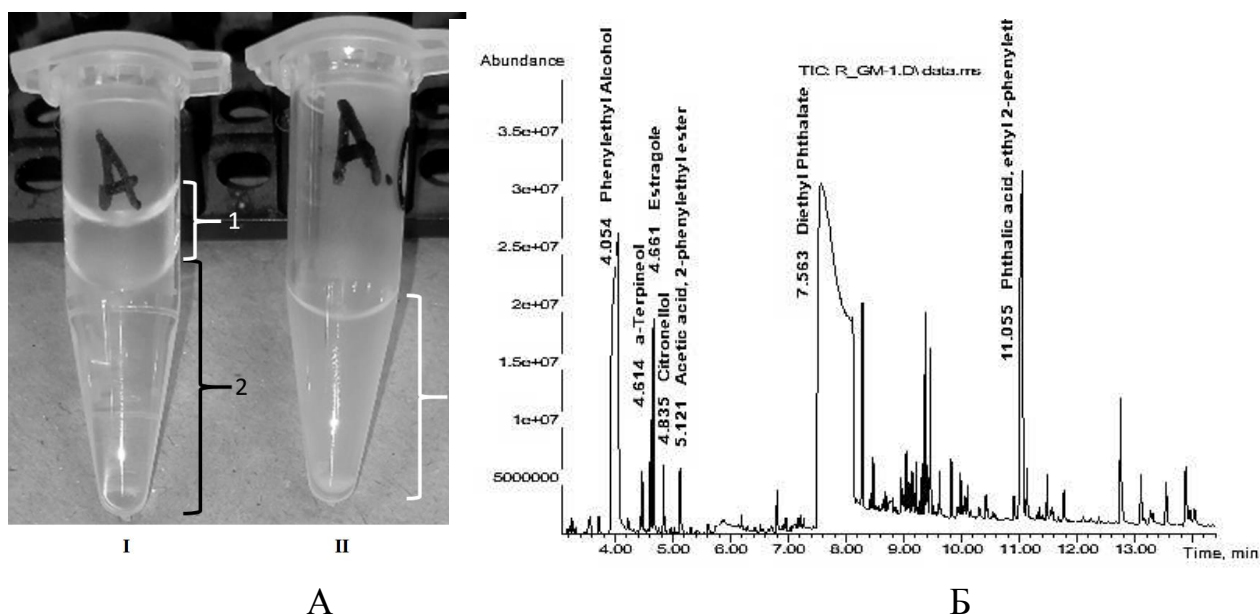 A
A.
1
2
I
II
А
Abundance
TIC: R_GM-1.D\data.ms
3.5e+07
3e+07
2.5e+07
2e+07
1.5e+07
1e+07
5000000
4.054 Phenylethyl Alcohol
4.614 a-Terpineol
4.661 Estragole
4.835 Citronellol
5.121 Acetic acid, 2-phenylethyl ester
7.563 Diethyl Phthalate
11.055 Phthalic acid, ethyl 2-phenyleth
4.00 5.00 6.00 7.00 8.00 9.00 10.00 11.00 12.00 13.00
Time, min
Б